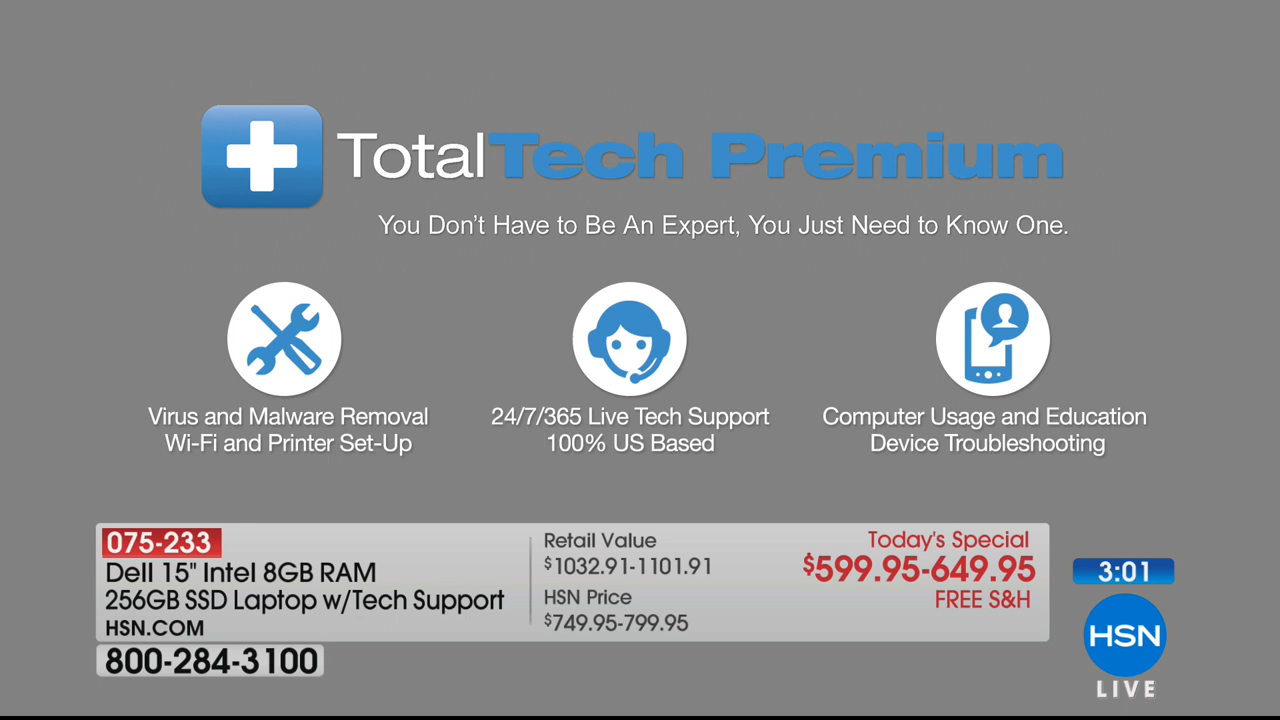 TotalTech Premium
You Don't Have to Be An Expert, You Just Need to Know One.
Virus and Malware Removal
Wi-Fi and Printer Set-Up
24/7/365 Live Tech Support
100% US Based
Computer Usage and Education
Device Troubleshooting
075-233
Dell 15" Intel 8GB RAM
256GB SSD Laptop w/Tech Support
HSN.COM
800-284-3100
Retail Value
$1032.91-1101.91
HSN Price
$749.95-799.95
Today's Special
$599.95-649.95
FREE S&H
3:01
HSN
LIVE